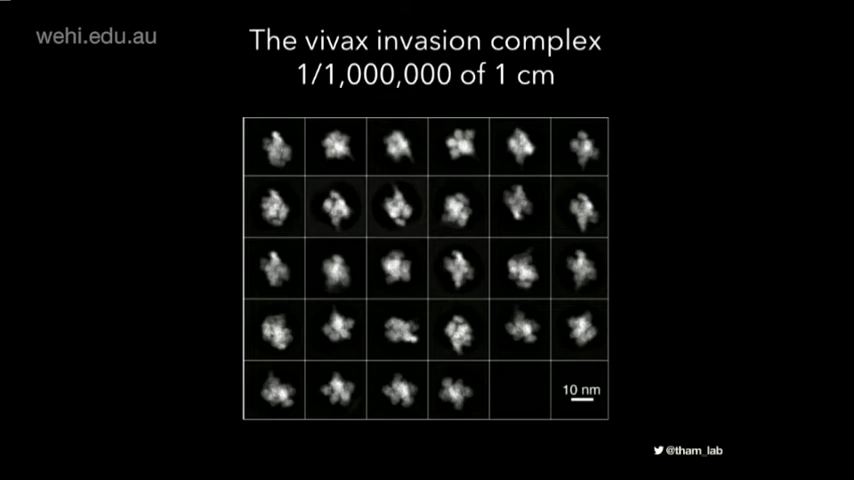 wehi.edu.au
The vivax invasion complex
1/1,000,000 of 1 cm
10 nm
@tham_lab